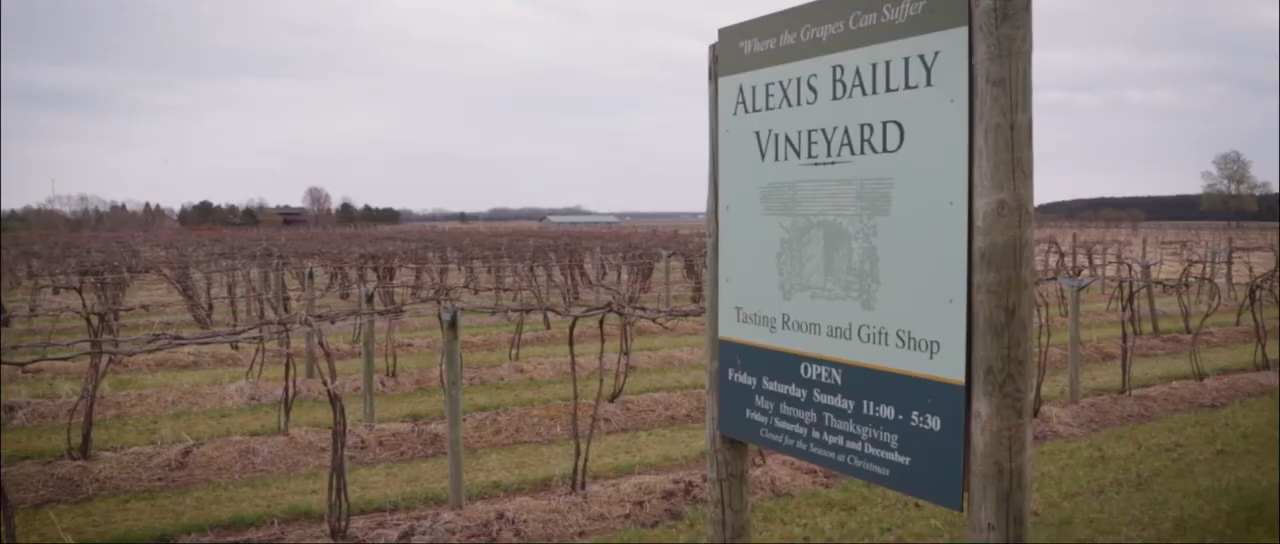 "Where the Grapes Can Suffer
ALEXIS BAILLY
VINEYARD
Tasting Room and Gift Shop
OPEN
Friday Saturday Sunday 11:00 - 5:30
May through Thanksgiving
Friday / Saturday in April and December
Closed for the Season at Christmas